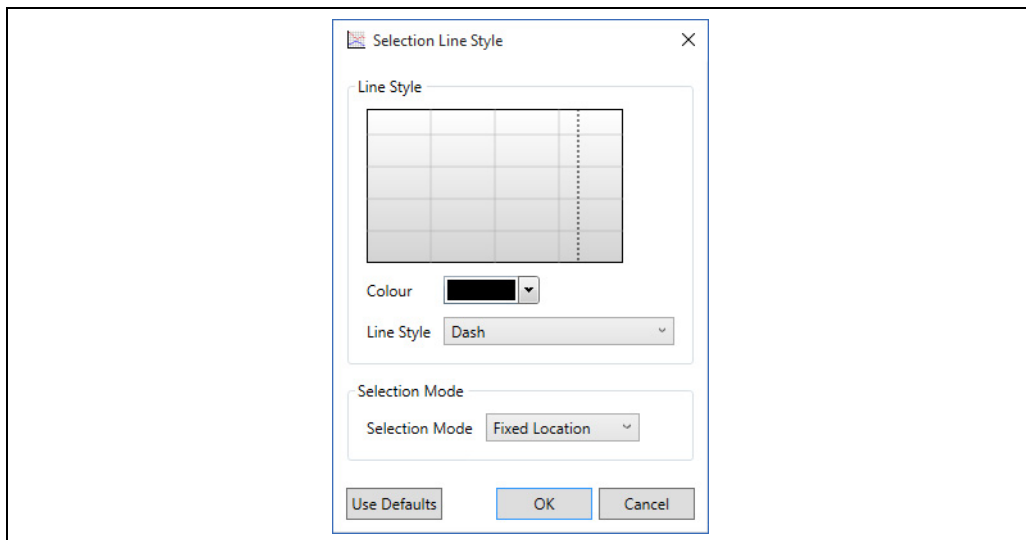 Selection Line Style
Line Style
Colour
Line Style Dash
Selection Mode
Selection Mode Fixed Location
Use Defaults OK Cancel